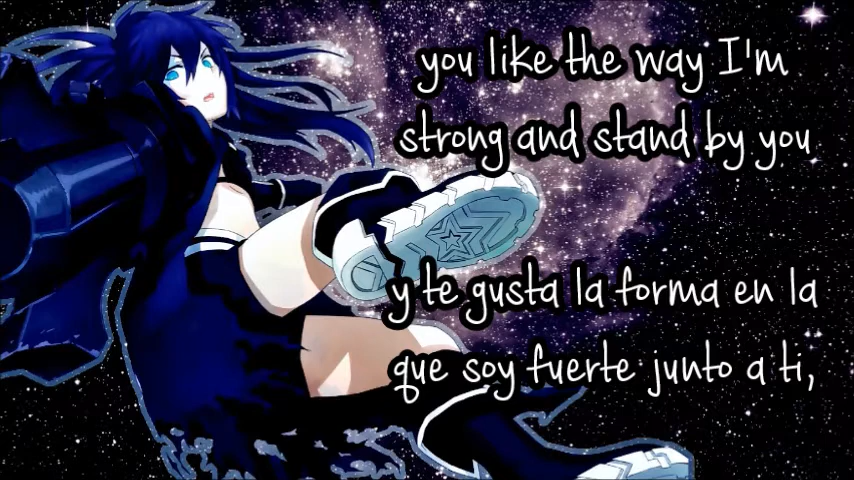 you like the way I'm
strong and stand by you
y te gusta la forma en la
que soy fuerte junto a ti,